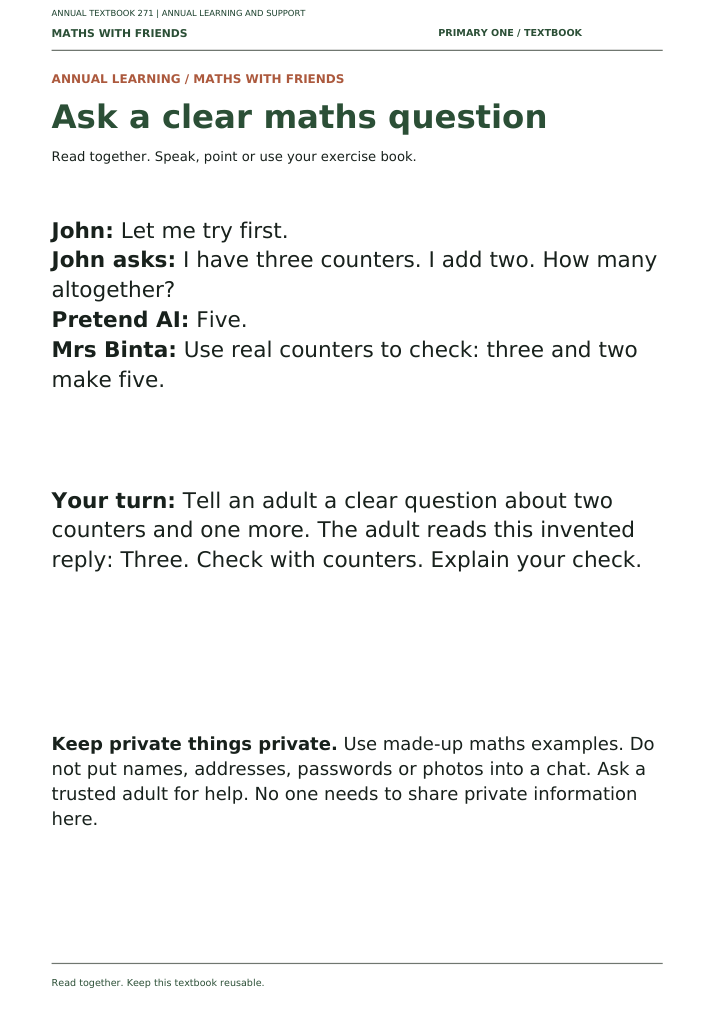 ANNUAL TEXTBOOK 271 | ANNUAL LEARNING AND SUPPORT
MATHS WITH FRIENDS
PRIMARY ONE / TEXTBOOK
ANNUAL LEARNING / MATHS WITH FRIENDS
Ask a clear maths question
Read together. Speak, point or use your exercise book.
John: Let me try first.
John asks: I have three counters. I add two. How many
altogether?
Pretend AI: Five.
Mrs Binta: Use real counters to check: three and two
make five.
Your turn: Tell an adult a clear question about two
counters and one more. The adult reads this invented
reply: Three. Check with counters. Explain your check.
Keep private things private. Use made-up maths examples. Do
not put names, addresses, passwords or photos into a chat. Ask a
trusted adult for help. No one needs to share private information
here.
Read together. Keep this textbook reusable.